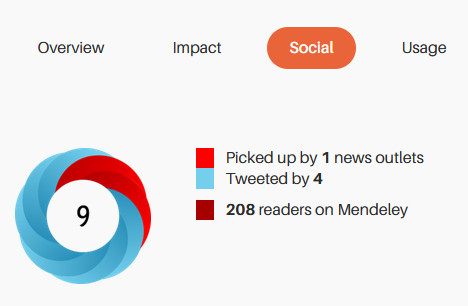 Overview Impact Social Usage
Picked up by 1 news outlets
Tweeted by 4
9
208 readers on Mendeley